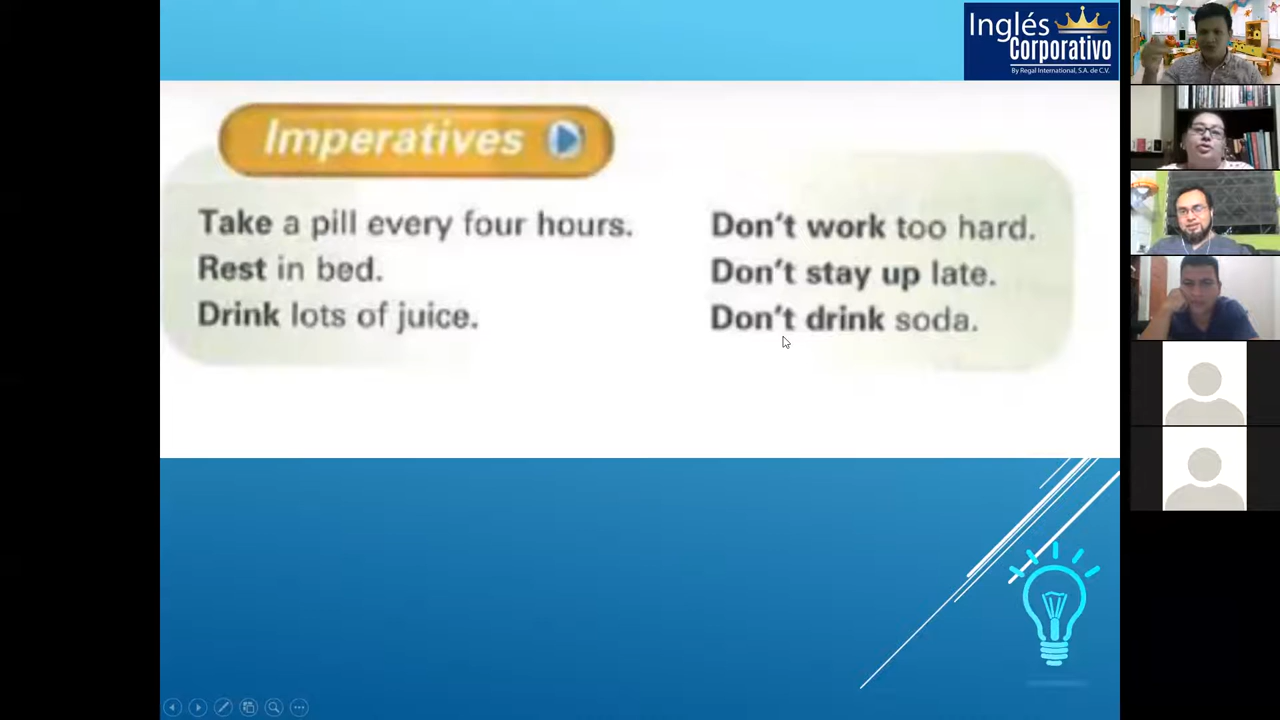 Inglés
Corporativo
By Regal International, S.A. de C.V.
Imperatives
Take a pill every four hours.
Rest in bed.
Drink lots of juice.
Don't work too hard.
Don't stay up late.
Don't drink soda.